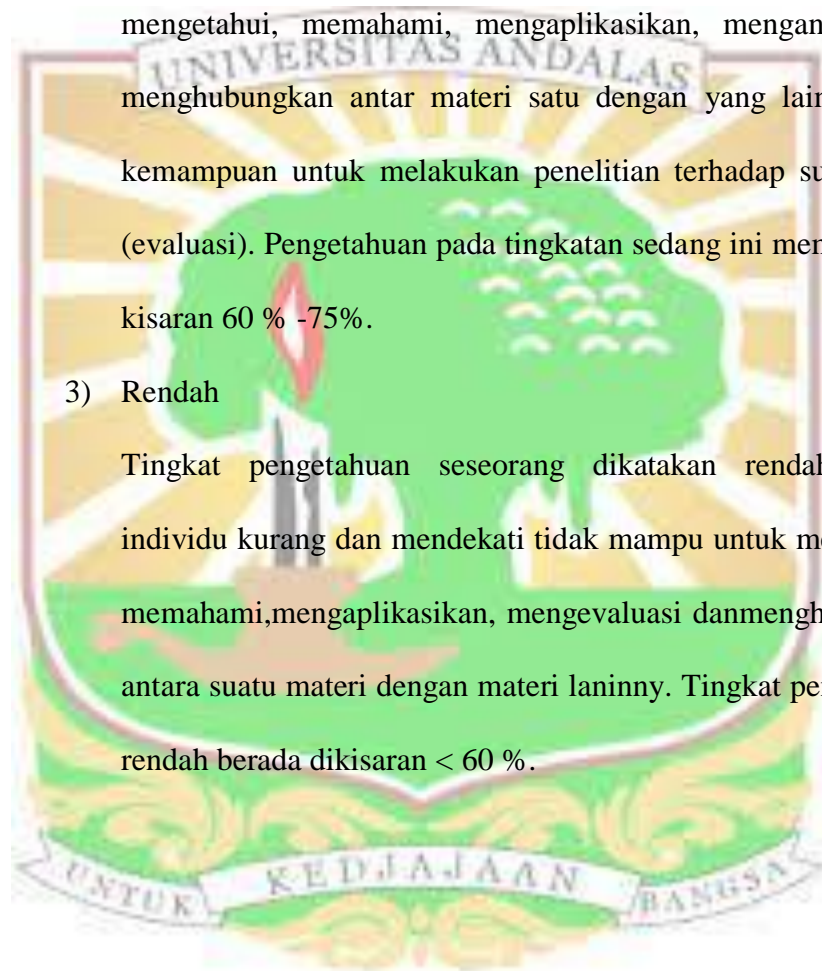 mengetahui, memahami, mengaplikasikan, mengan
UNIVERSITAS ANDALAS
menghubungkan antar materi satu dengan yang lain
kemampuan untuk melakukan penelitian terhadap su
(evaluasi). Pengetahuan pada tingkatan sedang ini men
kisaran 60 % -75%.
3) Rendah
Tingkat pengetahuan seseorang dikatakan rendah
individu kurang dan mendekati tidak mampu untuk m
memahami,mengaplikasikan, mengevaluasi danmengh
antara suatu materi dengan materi laninny. Tingkat pe
rendah berada dikisaran < 60 %.
UNTUK KEDJAJAAN BANGSA